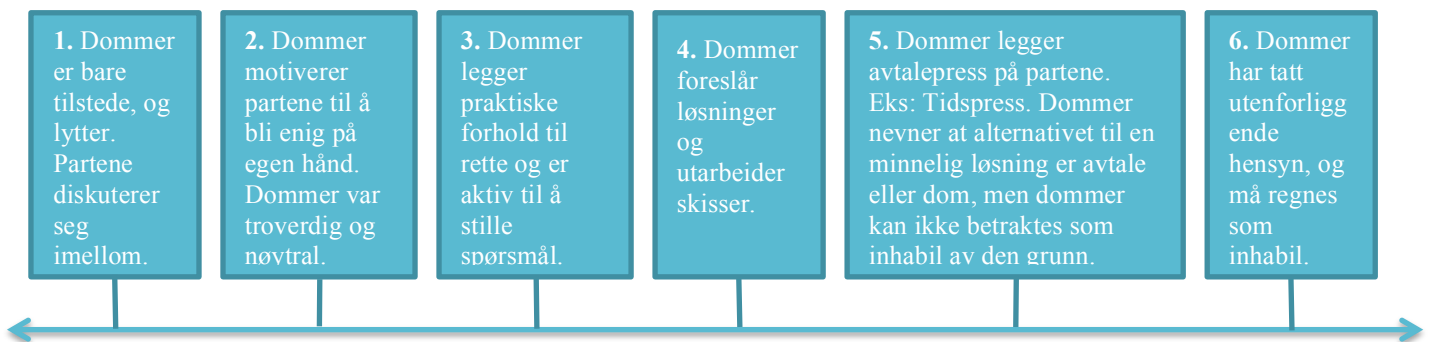 1. Dommer
er bare
tilstede, og
lytter.
Partene
diskuterer
seg
imellom.
2. Dommer
motiverer
partene til å
bli enig på
egen hånd.
Dommer var
troverdig og
nøytral.
3. Dommer
legger
praktiske
forhold til
rette og er
aktiv til å
stille
spørsmål.
4. Dommer
foreslår
løsninger
og
utarbeider
skisser.
5. Dommer legger
avtalepress på partene.
Eks: Tidspress. Dommer
nevner at alternativet til en
minnelig løsning er avtale
eller dom, men dommer
kan ikke betraktes som
inhabil av den grunn.
6. Dommer
har tatt
utenforligg
ende
hensyn, og
må regnes
som
inhabil.